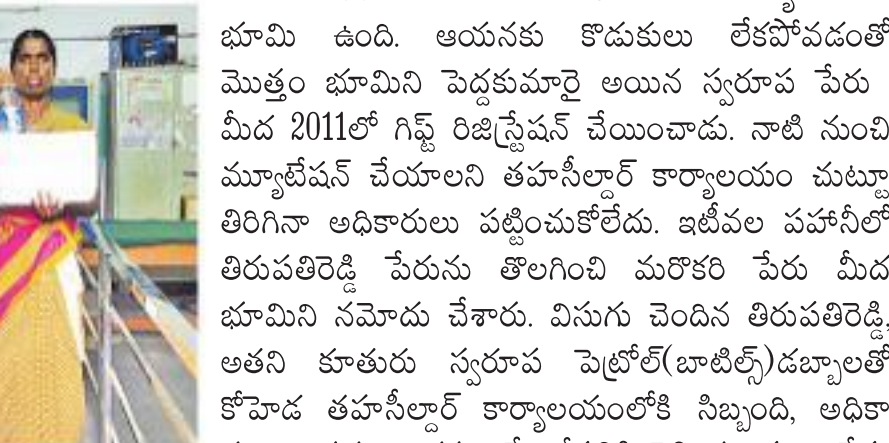 భూమి ఉంది. ఆయనకు కొడుకులు లేకపోవడంతో
మొత్తం భూమిని పెద్దకుమారై అయిన స్వరూప పేరు
మీద 2011లో గిఫ్ట్ రిజిస్ట్రేషన్ చేయించాడు. నాటి నుంచి
మ్యూటేషన్ చేయాలని తహసీల్దార్ కార్యాలయం చుట్టూ
తిరిగినా అధికారులు పట్టించుకోలేదు. ఇటీవల పహానీలో
తిరుపతిరెడ్డి పేరును తొలగించి మరొకరి పేరు మీద
భూమిని నమోదు చేశారు. విసుగు చెందిన తిరుపతిరెడ్డి,
అతని కూతురు స్వరూప పెట్రోల్(బాటిల్స్)డబ్బాలతో
కోహెడ తహసీల్దార్ కార్యాలయంలోకి సిబ్బంది, అధికా